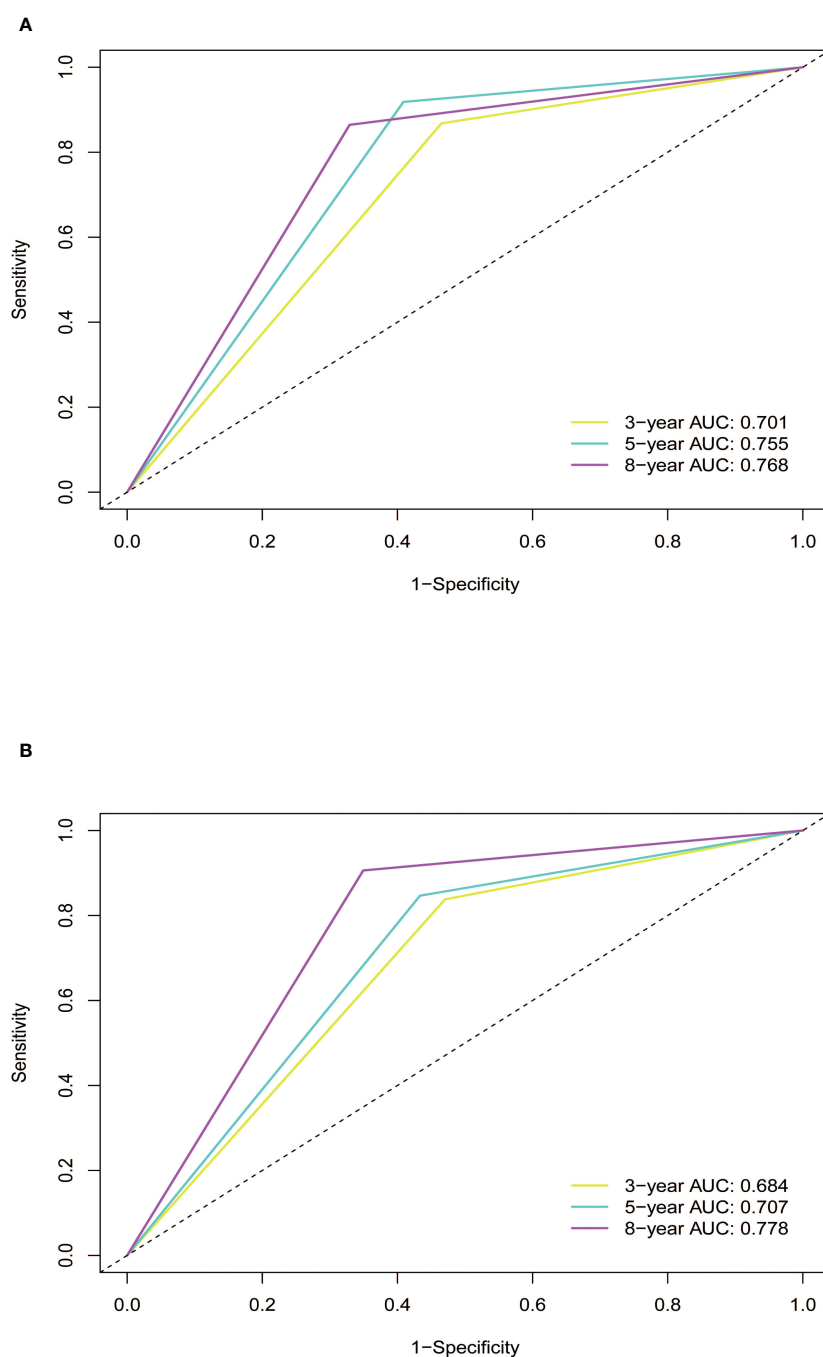 A
1.0
0.8
0.6
0.4
0.2
0.0
Sensitivity
3−year AUC: 0.701
5−year AUC: 0.755
8−year AUC: 0.768
0.0 0.2 0.4 0.6 0.8 1.0
1−Specificity
B
1.0
0.8
0.6
0.4
0.2
0.0
Sensitivity
3−year AUC: 0.684
5−year AUC: 0.707
8−year AUC: 0.778
0.0 0.2 0.4 0.6 0.8 1.0
1−Specificity